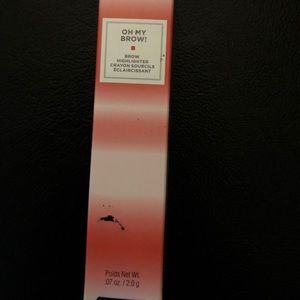 OH MY
BROW!
BROW
HIGHLIGHTER
CRAYON SOURCILS
ÉCLAIRCISSANT
Poids Net Wt.
.07 oz. / 2.0 g